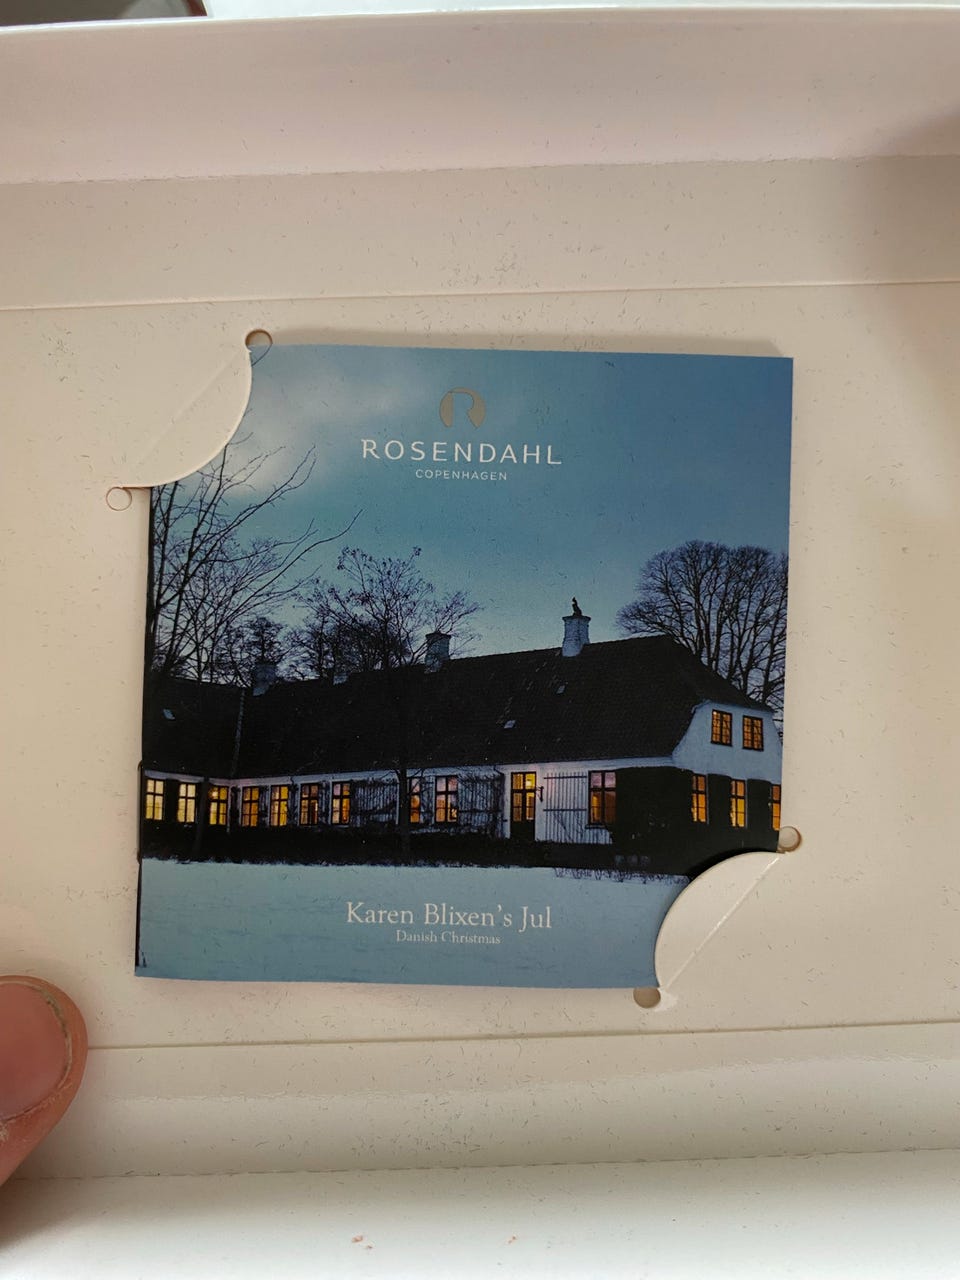 ROSENDAHL
COPENHAGEN
Karen Blixen's Jul
Danish Christmas